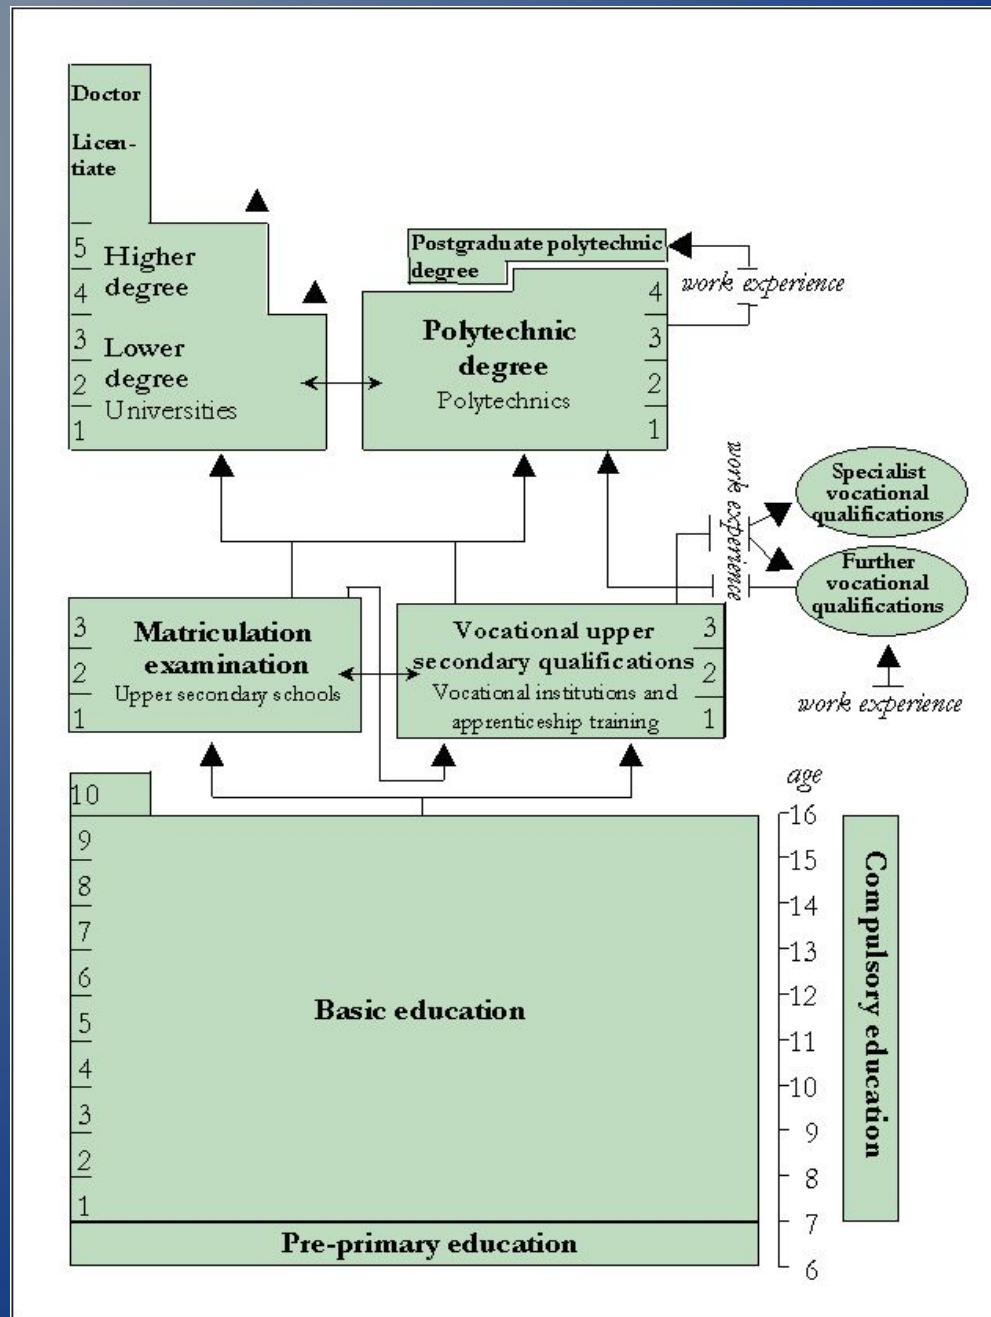 Doctor
Licen-
tiate
5
4
3
2
1
Higher
degree
Lower
degree
Universities
Postgraduate polytechnic
degree
work experience
Polytechnic
degree
Polytechnics
4
3
2
1
work experience
Specialist
vocational
qualifications
Further
vocational
qualifications
work experience
3
2
1
Matriculation
examination
Upper secondary schools
Vocational upper
secondary qualifications
Vocational institutions and
apprenticeship training
3
2
1
10
9
8
7
6
5
4
3
2
1
Basic education
Pre-primary education
age
16
15
14
13
12
11
10
9
8
7
6
Compulsory education